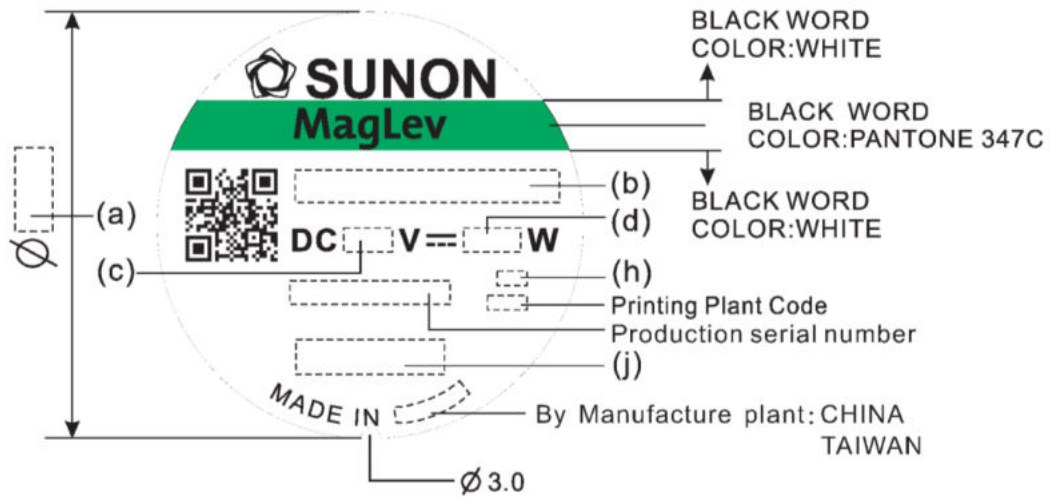 BLACK WORD
COLOR:WHITE
SUNON
MagLev
BLACK WORD
COLOR:PANTONE 347C
(a)
(b)
BLACK WORD
COLOR:WHITE
DC V W
(d)
(c)
(h)
Printing Plant Code
Production serial number
(j)
MADE IN
By Manufacture plant: CHINA
TAIWAN
Ø
Ø 3.0